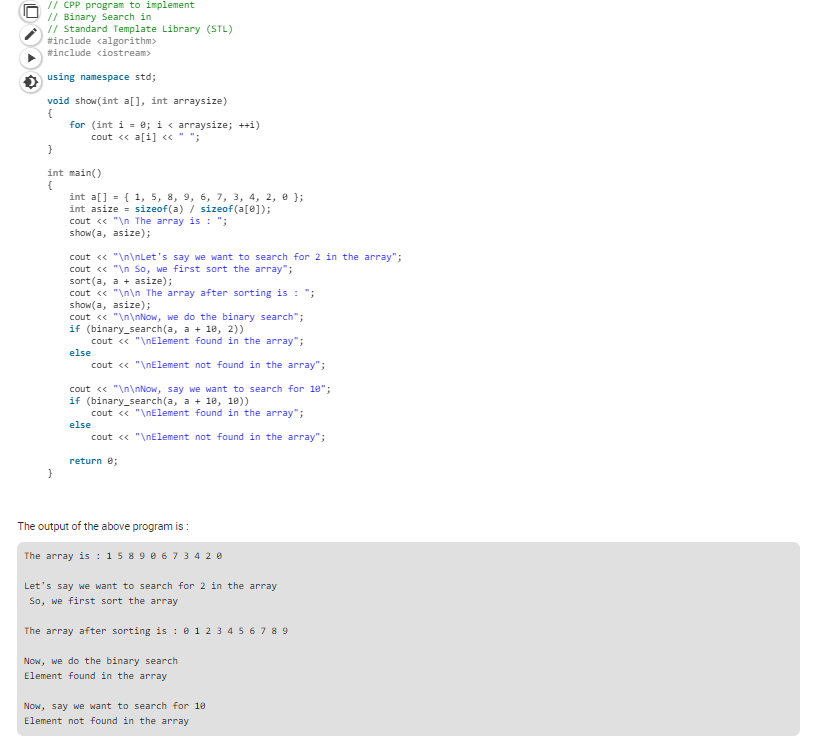 // CPP program to implement
// Binary Search in
// Standard Template Library (STL)
#include <algorithm>
#include <iostream>
using namespace std;
void show(int a[], int arraysize)
{
    for (int i = 0; i < arraysize; ++i)
        cout << a[i] << " ";
}
int main()
{
    int a[] = { 1, 5, 8, 9, 6, 7, 3, 4, 2, 0 };
    int asize = sizeof(a) / sizeof(a[0]);
    cout << "\n The array is : ";
    show(a, asize);
    cout << "\n\nLet's say we want to search for 2 in the array";
    cout << "\n So, we first sort the array";
    sort(a, a + asize);
    cout << "\n\n The array after sorting is : ";
    show(a, asize);
    cout << "\n\nNow, we do the binary search";
    if (binary_search(a, a + 10, 2))
        cout << "\nElement found in the array";
    else
        cout << "\nElement not found in the array";
    cout << "\n\nNow, say we want to search for 10";
    if (binary_search(a, a + 10, 10))
        cout << "\nElement found in the array";
    else
        cout << "\nElement not found in the array";
    return 0;
}
The output of the above program is :
The array is : 1 5 8 9 0 6 7 3 4 2 0
Let's say we want to search for 2 in the array
 So, we first sort the array
The array after sorting is : 0 1 2 3 4 5 6 7 8 9
Now, we do the binary search
Element found in the array
Now, say we want to search for 10
Element not found in the array